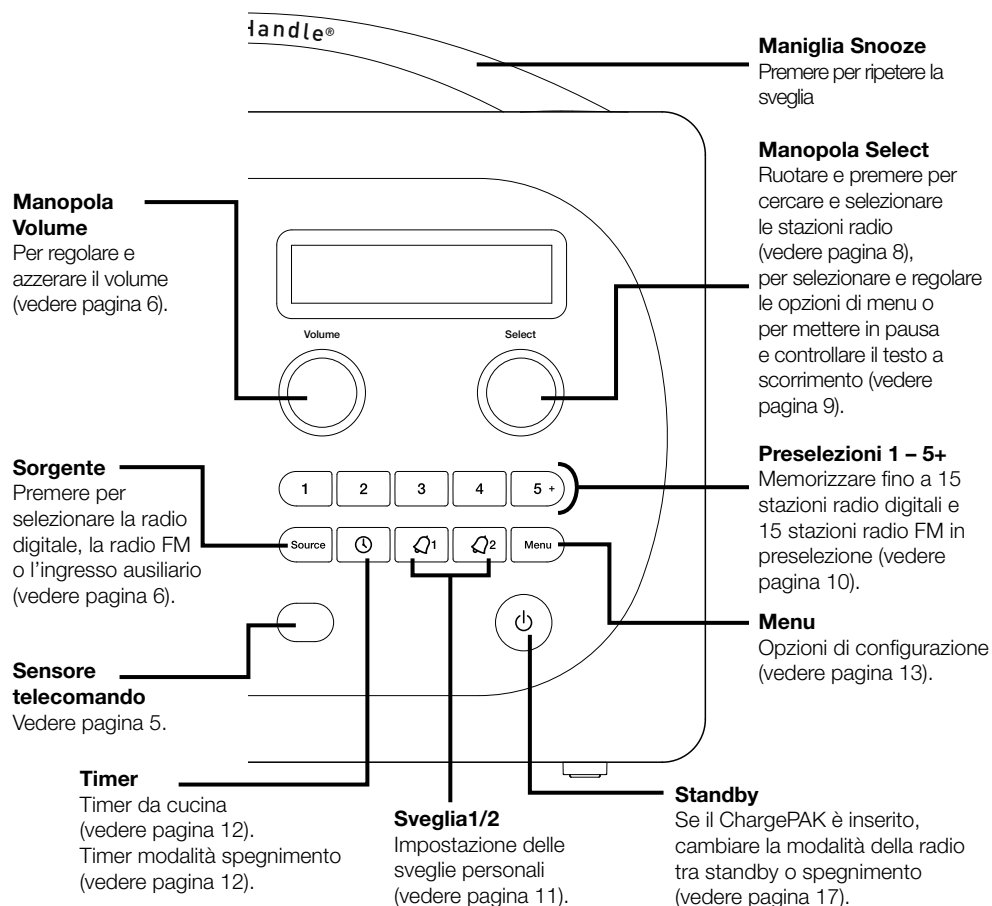 Handle®
Maniglia Snooze
Premere per ripetere la
sveglia
Manopola Select
Ruotare e premere per
cercare e selezionare
le stazioni radio
(vedere pagina 8),
per selezionare e regolare
le opzioni di menu o
per mettere in pausa
e controllare il testo a
scorrimento (vedere
pagina 9).
Manopola
Volume
Per regolare e
azzerare il volume
(vedere pagina 6).
Volume
Select
Sorgente
Premere per
selezionare la radio
digitale, la radio FM
o l'ingresso ausiliario
(vedere pagina 6).
1 2 3 4 5 +
Source 1 2 Menu
Preselezioni 1 – 5+
Memorizzare fino a 15
stazioni radio digitali e
15 stazioni radio FM in
preselezione (vedere
pagina 10).
Menu
Opzioni di configurazione
(vedere pagina 13).
Sensore
telecomando
Vedere pagina 5.
Timer
Timer da cucina
(vedere pagina 12).
Timer modalità spegnimento
(vedere pagina 12).
Sveglia1/2
Impostazione delle
sveglie personali
(vedere pagina 11).
Standby
Se il ChargePAK è inserito,
cambiare la modalità della radio
tra standby o spegnimento
(vedere pagina 17).